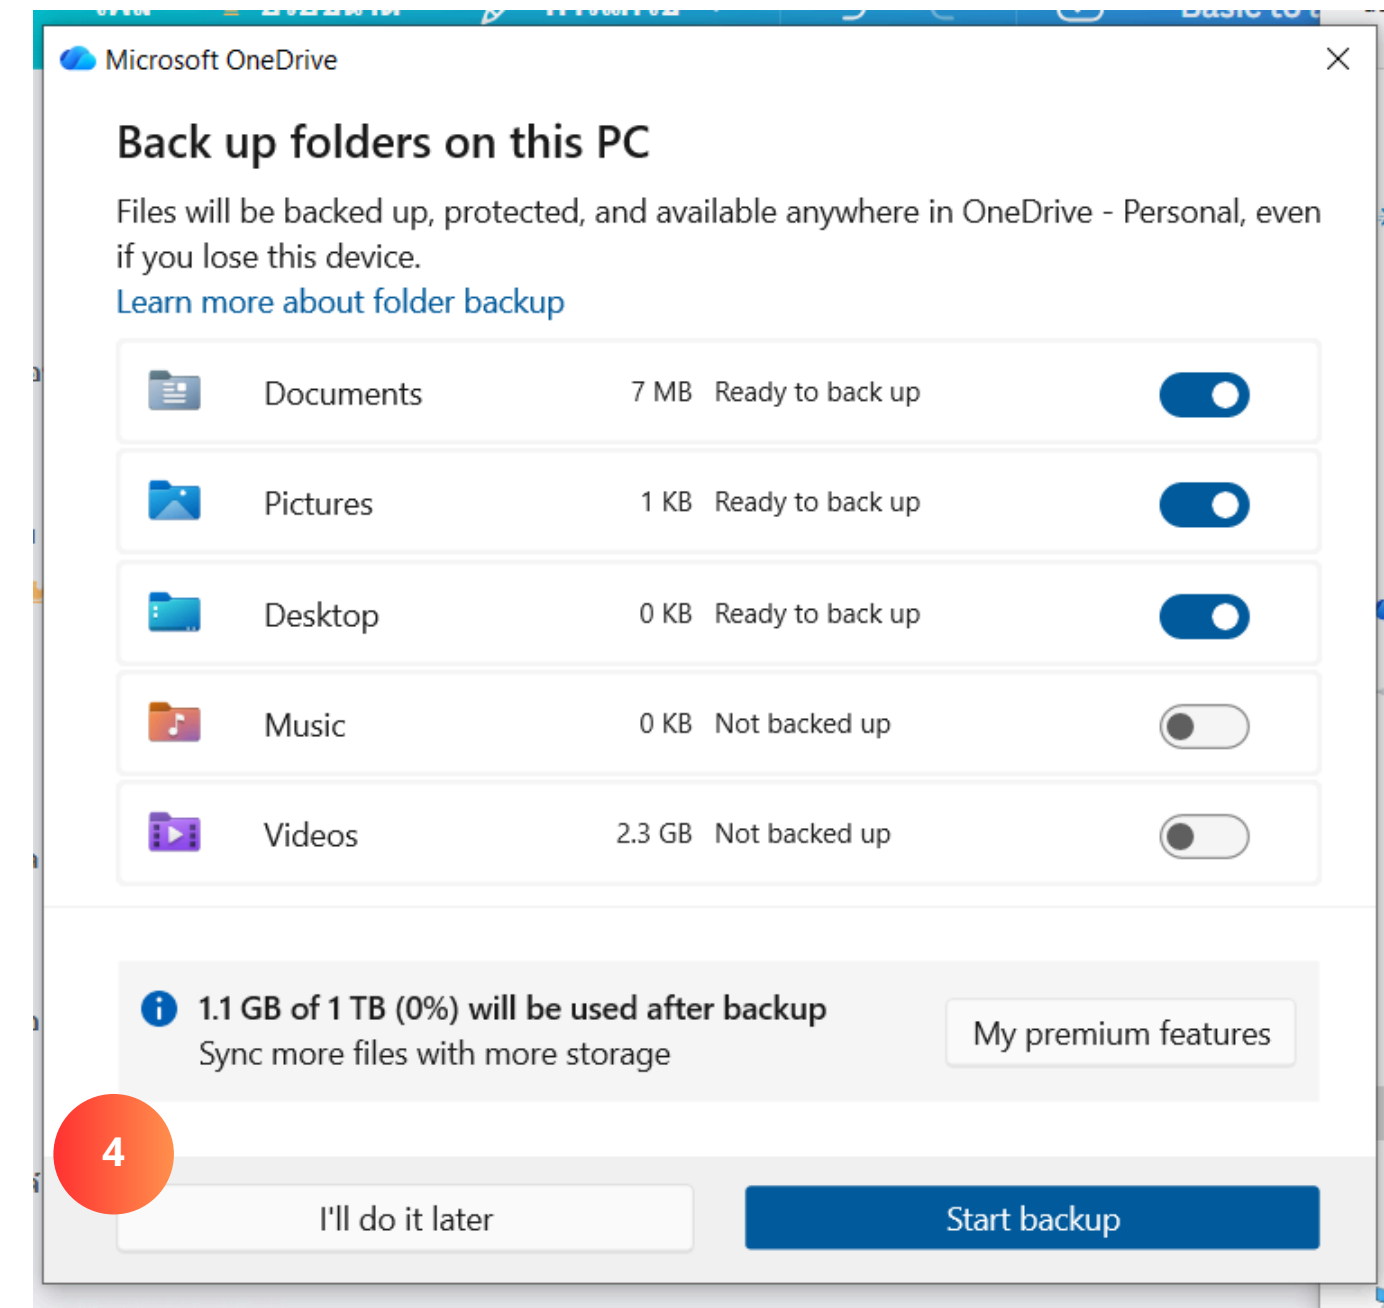 Microsoft OneDrive
Back up folders on this PC
Files will be backed up, protected, and available anywhere in OneDrive - Personal, even
if you lose this device.
Learn more about folder backup
Documents 7 MB Ready to back up
Pictures 1 KB Ready to back up
Desktop 0 KB Ready to back up
Music 0 KB Not backed up
Videos 2.3 GB Not backed up
1.1 GB of 1 TB (0%) will be used after backup
Sync more files with more storage
My premium features
4
I'll do it later
Start backup